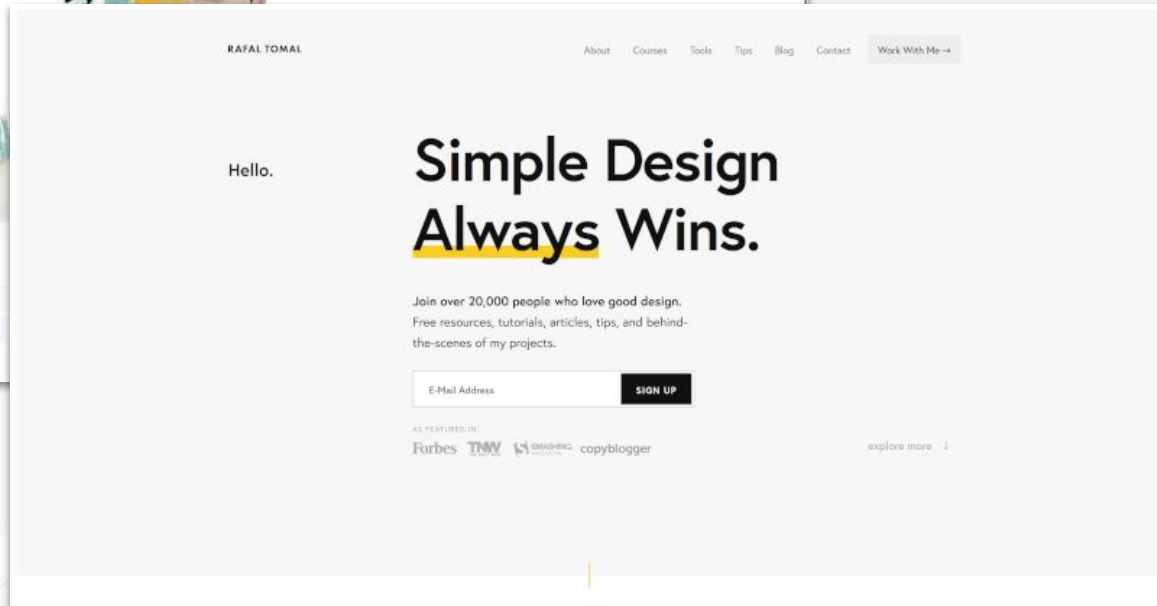 RAFAL TOMAL
About Courses Tools Tips Blog Contact Work With Me →
Hello.
Simple Design
Always Wins.
Join over 20,000 people who love good design.
Free resources, tutorials, articles, tips, and behind-
the-scenes of my projects.
E-Mail Address SIGN UP
AS FEATURED IN
Forbes TNW SMASHING copyblogger
explore more ↓